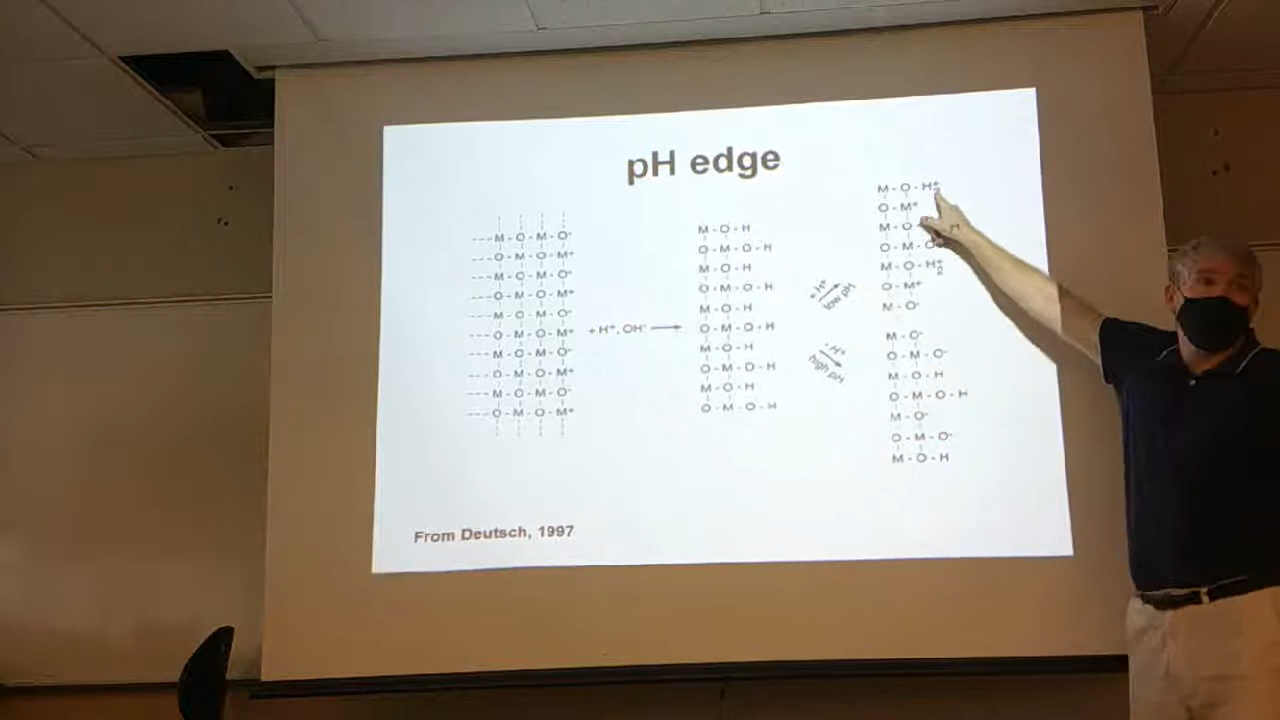 pH edge
---M-O-M-O-
---O-M-O-M+
---M-O-M-O-
---O-M-O-M+
---M-O-M-O-
---O-M-O-M+
---M-O-M-O-
---O-M-O-M+
---M-O-M-O-
---O-M-O-M+
+ H+, OH-
M-O-H
O-M-O-H
M-O-H
O-M-O-H
M-O-H
O-M-O-H
M-O-H
O-M-O-H
M-O-H
O-M-O-H
+ H+
low pH
- H+
high pH
M-O-H2+
O-M+
M-O
H
O-M-O
M-O-H2+
O-M+
M-O-
M-O-
O-M-O-
M-O-H
O-M-O-H
M-O-
O-M-O-
M-O-H
From Deutsch, 1997